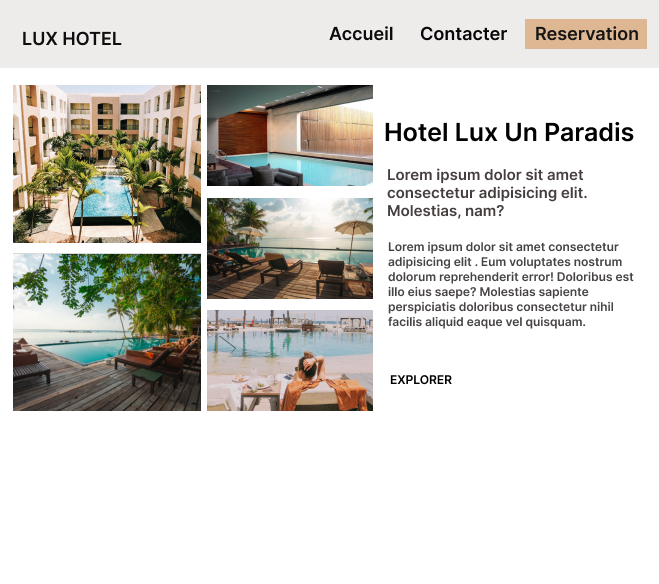 LUX HOTEL
Accueil Contacter Reservation
Hotel Lux Un Paradis
Lorem ipsum dolor sit amet
consectetur adipisicing elit.
Molestias, nam?
Lorem ipsum dolor sit amet consectetur
adipisicing elit . Eum voluptates nostrum
dolorum reprehenderit error! Doloribus est
illo eius saepe? Molestias sapiente
perspiciatis doloribus consectetur nihil
facilis aliquid eaque vel quisquam.
EXPLORER